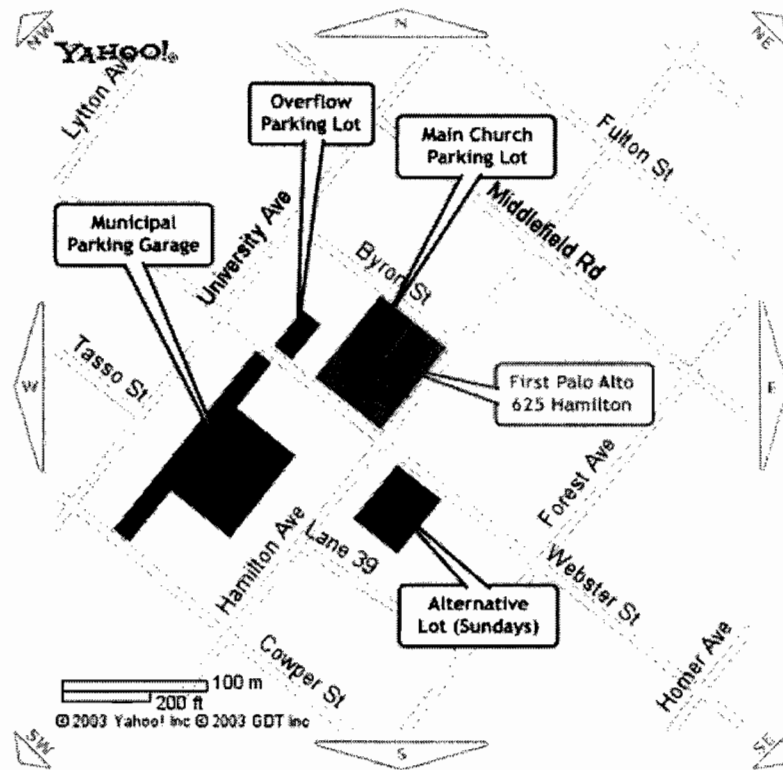 N
NW
NE
YAHOO!®
Lytton Ave
Overflow
Parking Lot
Main Church
Parking Lot
Fulton St
Municipal
Parking Garage
University Ave
Middlefield Rd
Byron St
Tasso St
W
E
First Palo Alto
625 Hamilton
Forest Ave
Hamilton Ave
Lane 39
Webster St
Alternative
Lot (Sundays)
Cowper St
Homer Ave
100 m
200 ft
© 2003 Yahoo! Inc © 2003 GDT Inc
SW
S
SE